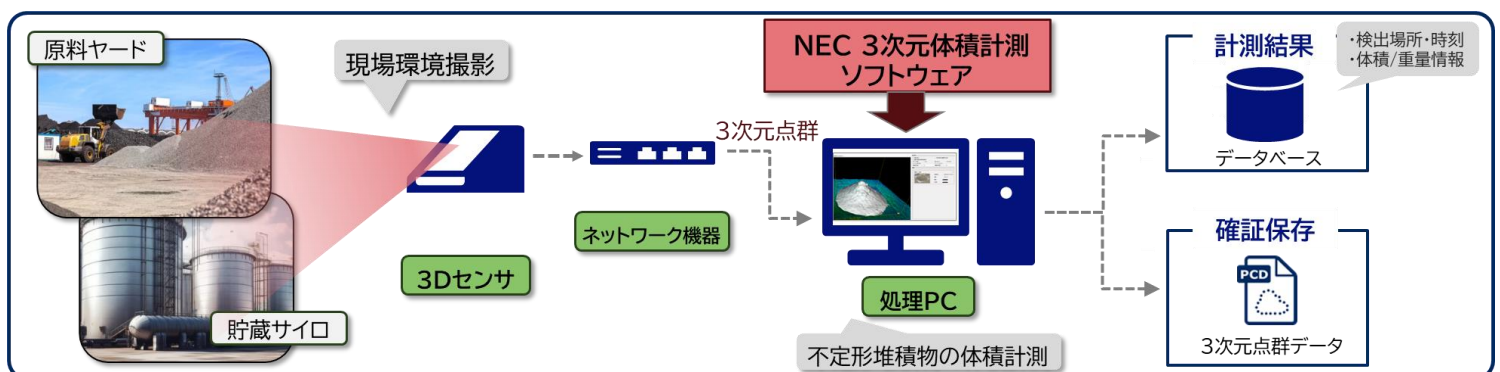 原料ヤード
貯蔵サイロ
現場環境撮影
3Dセンサ
ネットワーク機器
3次元点群
NEC 3次元体積計測
ソフトウェア
処理PC
不定形堆積物の体積計測
計測結果
データベース
・検出場所・時刻
・体積/重量情報
確証保存
PCD
3次元点群データ